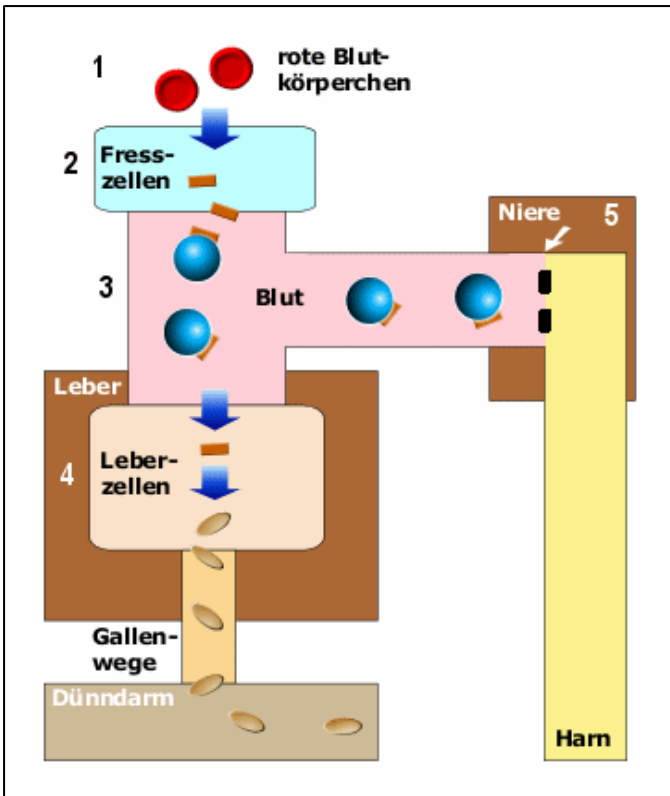 1
rote Blut-
körperchen
2
Fress-
zellen
Niere 5
3
Blut
Leber
4
Leber-
zellen
Gallen-
wege
Dünndarm
Harn